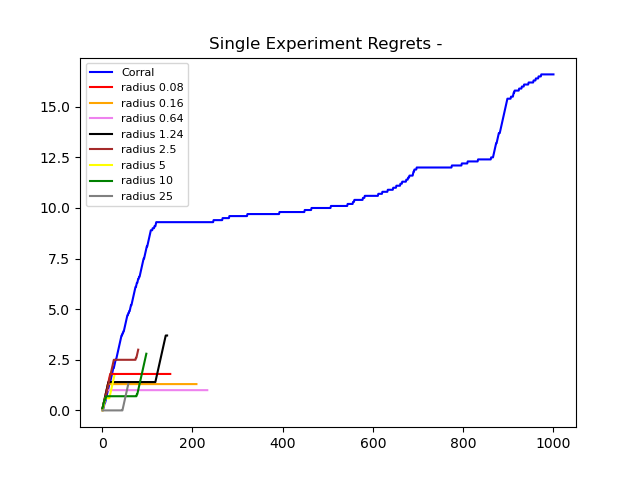 Single Experiment Regrets -
Corral
radius 0.08
radius 0.16
radius 0.64
radius 1.24
radius 2.5
radius 5
radius 10
radius 25
15.0
12.5
10.0
7.5
5.0
2.5
0.0
0 200 400 600 800 1000